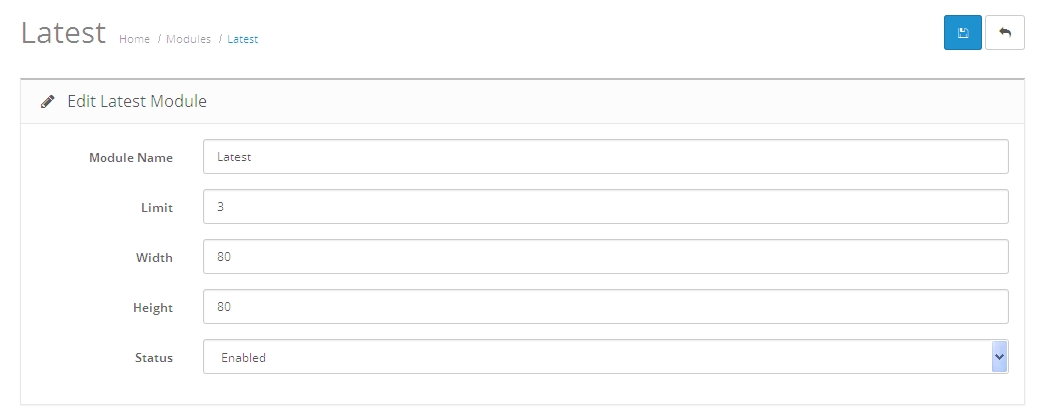 Latest Home / Modules / Latest
Edit Latest Module
Module Name Latest
Limit 3
Width 80
Height 80
Status Enabled